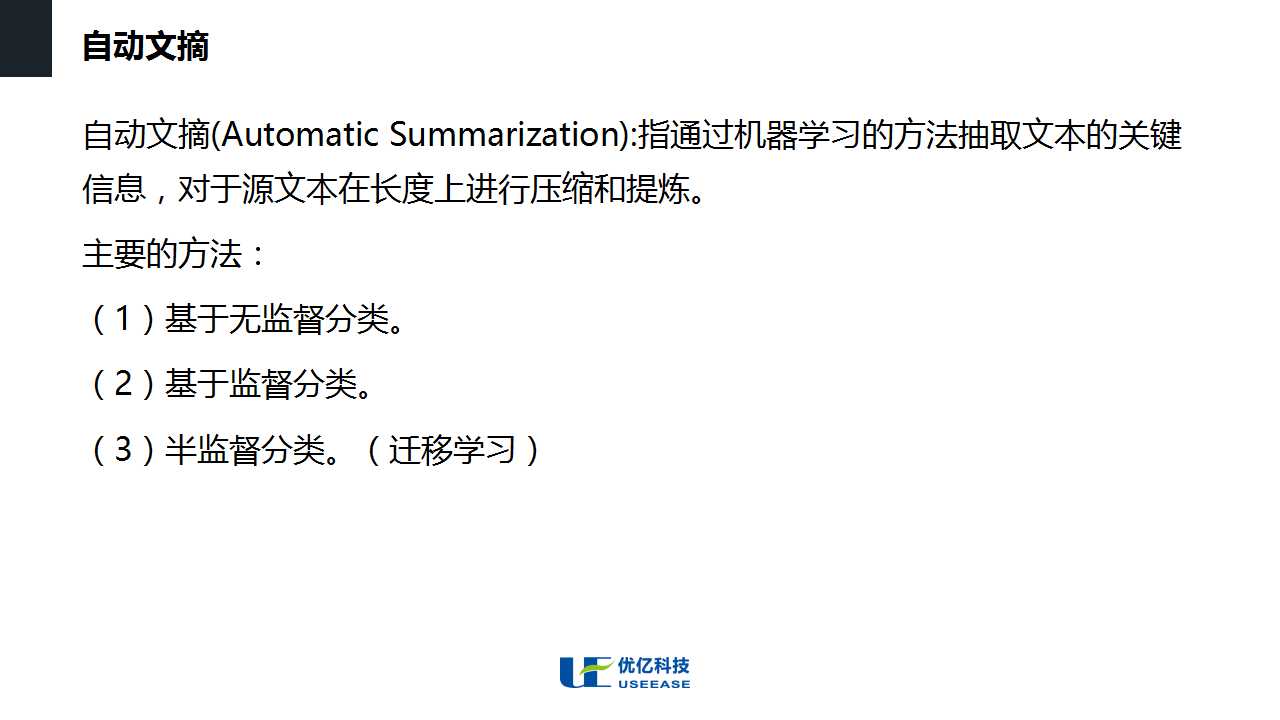 自动文摘
自动文摘(Automatic Summarization):指通过机器学习的方法抽取文本的关键
信息，对于源文本在长度上进行压缩和提炼。
主要的方法：
（1）基于无监督分类。
（2）基于监督分类。
（3）半监督分类。（迁移学习）
UE 优亿科技
USEEASE